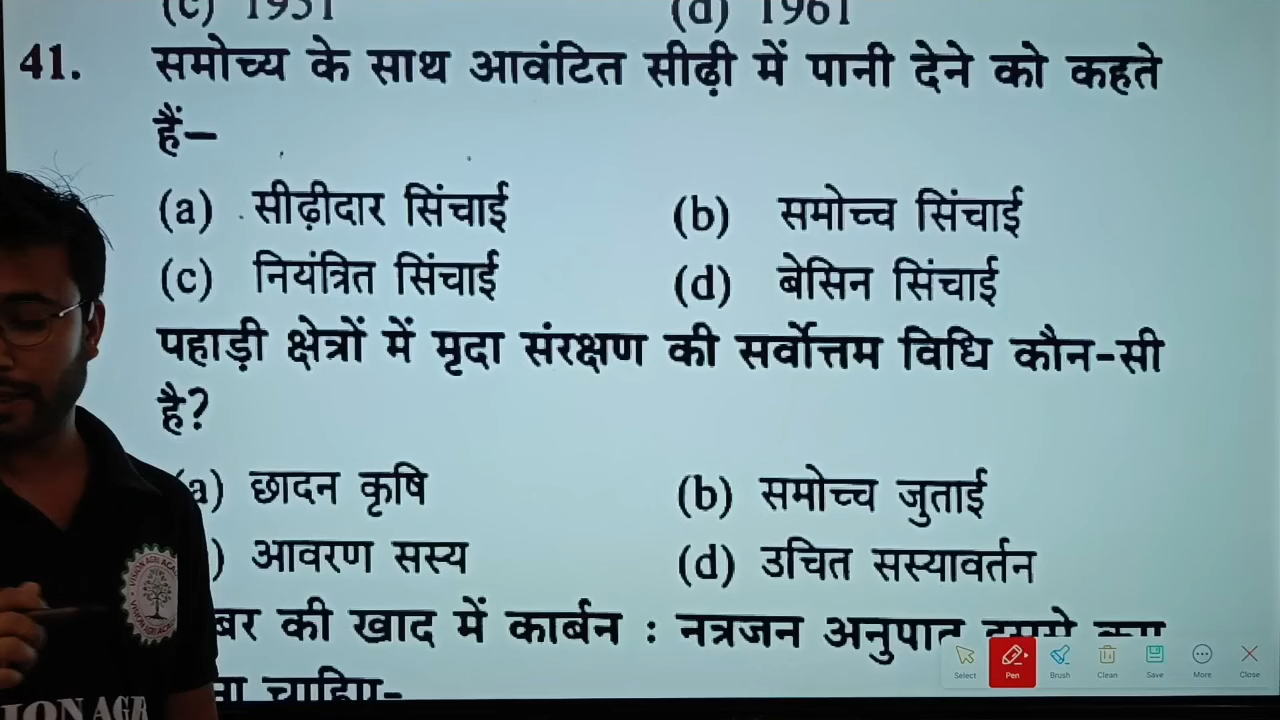 (c) 1951 (d) 1961
41. समोच्य के साथ आवंटित सीढ़ी में पानी देने को कहते
हैं–
(a) सीढ़ीदार सिंचाई (b) समोच्च सिंचाई
(c) नियंत्रित सिंचाई (d) बेसिन सिंचाई
पहाड़ी क्षेत्रों में मृदा संरक्षण की सर्वोत्तम विधि कौन-सी
है?
a) छादन कृषि (b) समोच्च जुताई
) आवरण सस्य (d) उचित सस्यावर्तन
बर की खाद में कार्बन : नत्रजन अनुपात
चाहिए-
Select Pen Brush Clean Save More Close